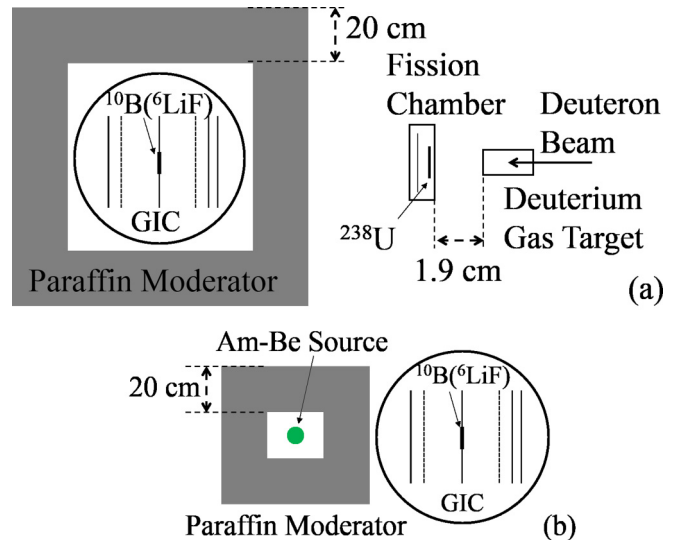 20 cm
Fission
Chamber
¹⁰B(⁶LiF)
GIC
Paraffin Moderator
Deuteron
Beam
²³⁸U
Deuterium
Gas Target
1.9 cm
(a)
Am-Be Source
20 cm
¹⁰B(⁶LiF)
GIC
Paraffin Moderator
(b)